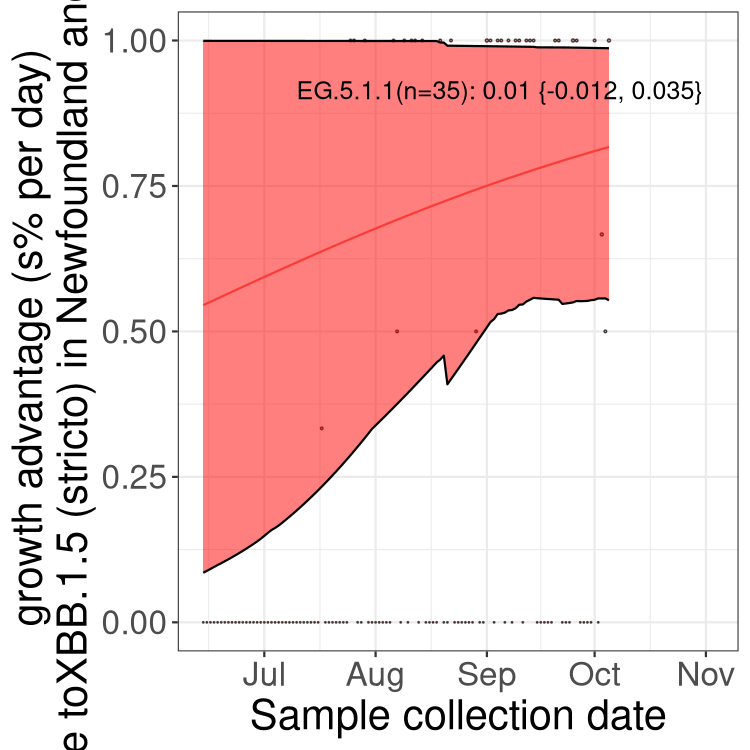 growth advantage (s% per day)
toXBB.1.5 (stricto) in Newfoundland
1.00
0.75
0.50
0.25
0.00
EG.5.1.1(n=35): 0.01 {-0.012, 0.035}
Jul Aug Sep Oct Nov
Sample collection date